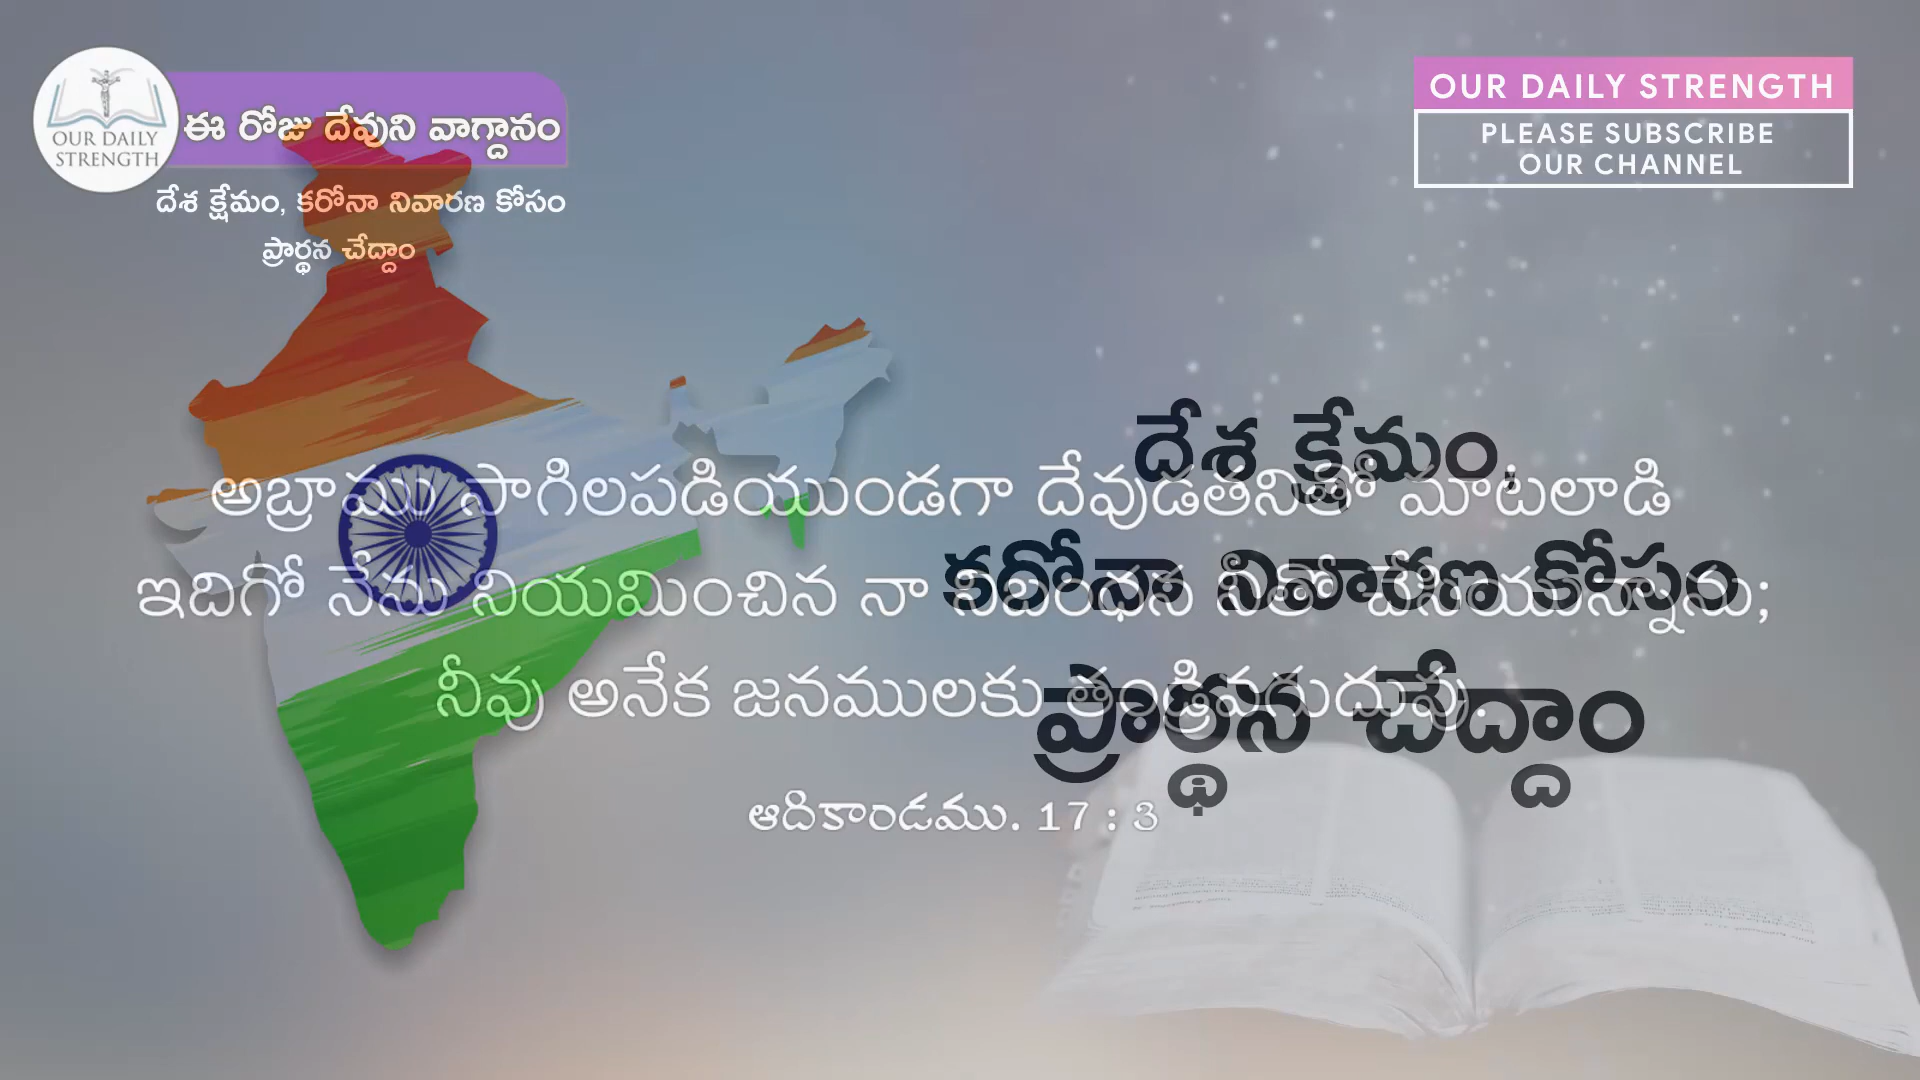 OUR DAILY
STRENGTH
ఈ రోజు దేవుని వాగ్దానం
దేశ క్షేమం, కరోనా నివారణ కోసం
ప్రార్థన చేద్దాం
OUR DAILY STRENGTH
PLEASE SUBSCRIBE
OUR CHANNEL
దేశ క్షేమం,
కరోనా నివారణ కోసం
ప్రార్థన చేద్దాం
అబ్రాము సాగిలపడియుండగా దేవుడతనితో మాటలాడి
ఇదిగో నేను నియమించిన నా నిబంధన నీతో చేసియున్నాను;
నీవు అనేక జనములకు తండ్రివగుదువు.
ఆదికాండము. 17 : 3